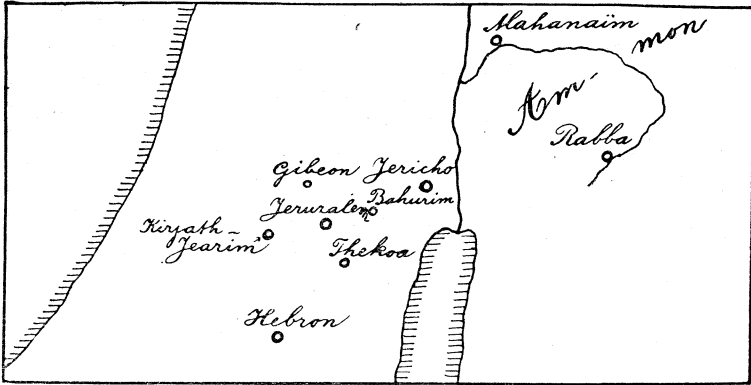 Mahanaïm
Am-
mon
Rabba
Gibeon
Jericho
Jerusalem
Bahurim
Kirjath-
Jearim
Thekoa
Hebron